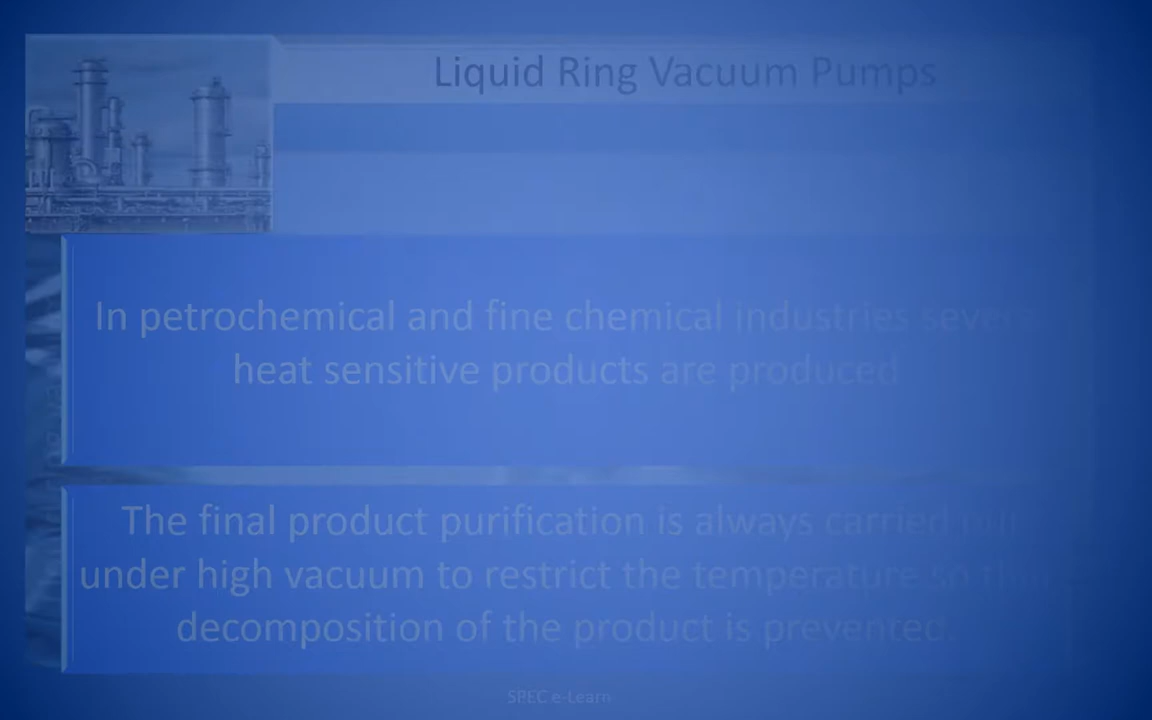 Liquid Ring Vacuum Pumps
In petrochemical and fine chemical industries
heat sensitive products are produced
The final product purification is always carried out
under high vacuum to restrict the temperature so that
decomposition of the product is prevented.
SPEC e-Learn